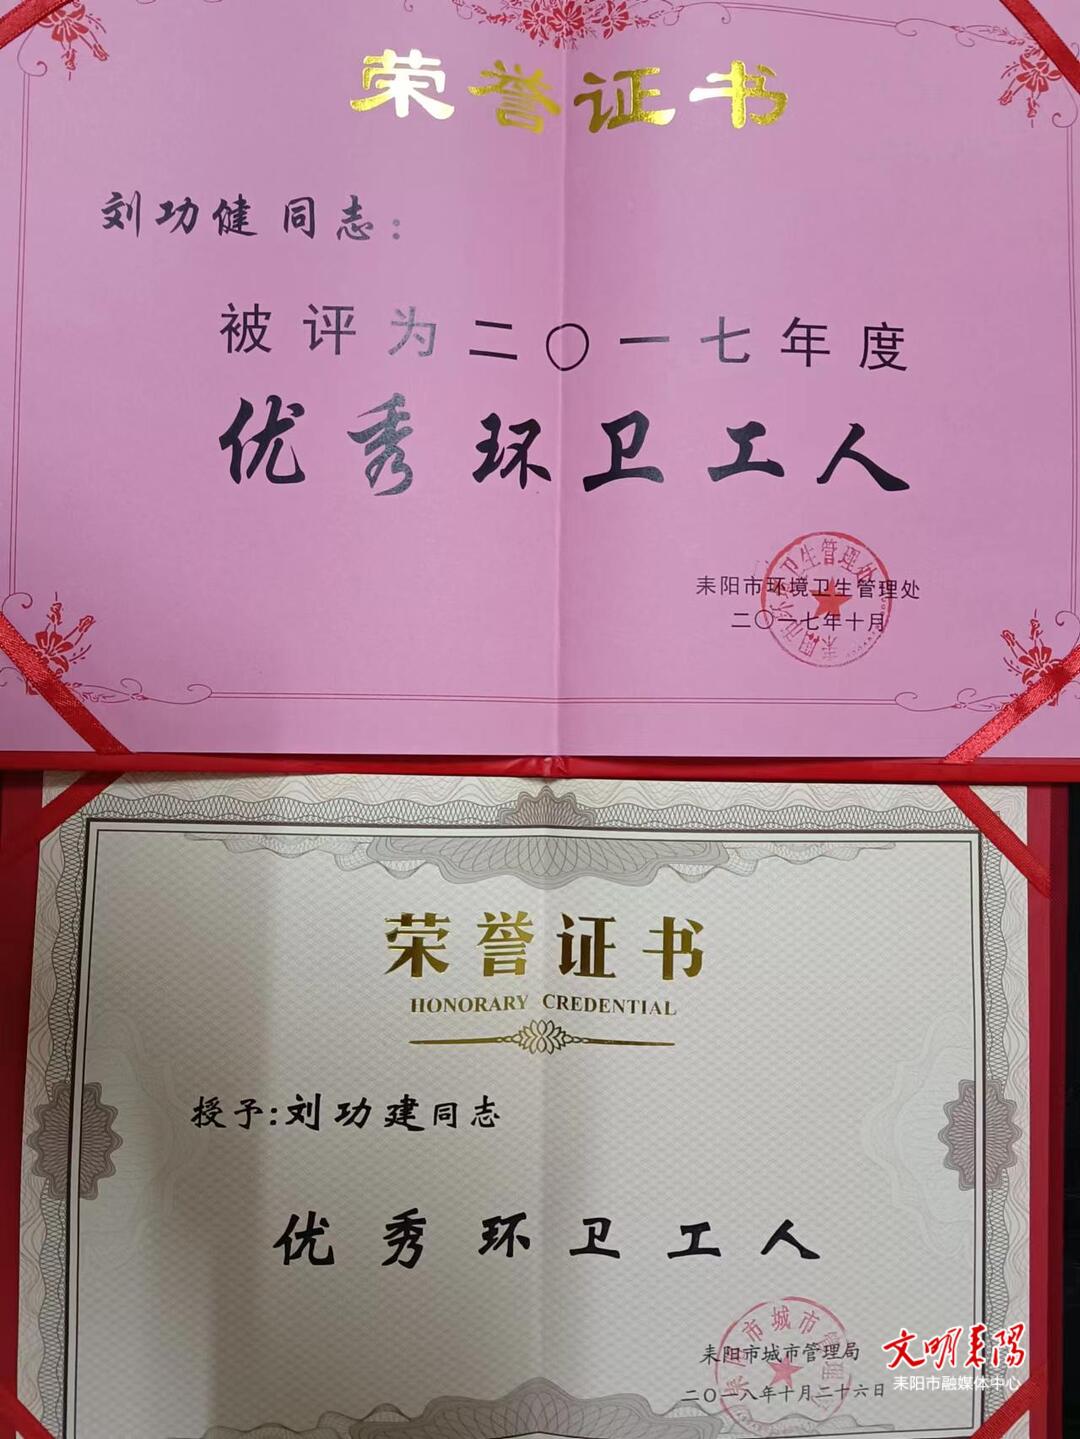 荣誉证书
刘功健 同志：
被评为二〇一七年度
优秀环卫工人
耒阳市环境卫生管理处
二〇一七年十月
荣誉证书
HONORARY CREDENTIAL
授予:刘功建同志
优秀环卫工人
耒阳市城市管理局
二〇一八年十月二十六日
文明耒陽
耒阳市融媒体中心